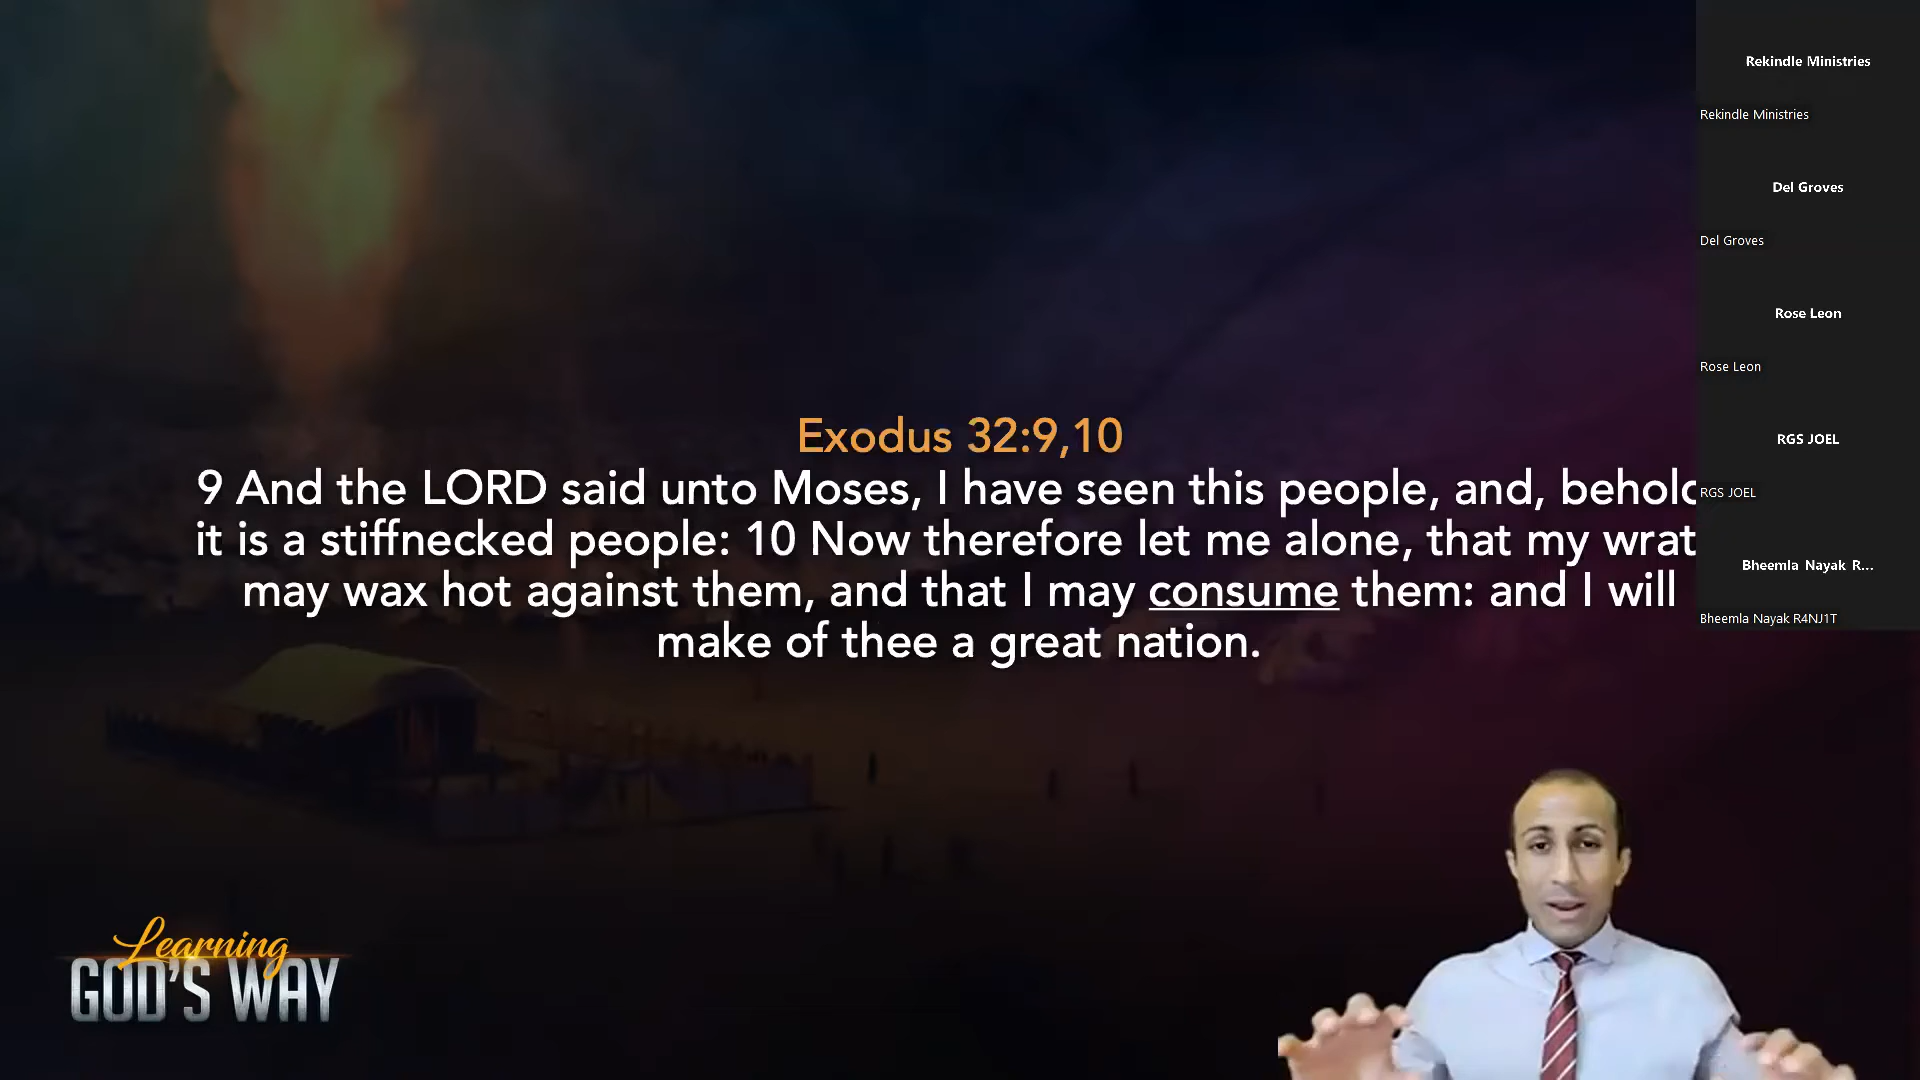 Exodus 32:9,10
9 And the LORD said unto Moses, I have seen this people, and, behold
it is a stiffnecked people: 10 Now therefore let me alone, that my wrat
may wax hot against them, and that I may consume them: and I will
make of thee a great nation.
Learning
GOD'S WAY
Rekindle Ministries
Rekindle Ministries
Del Groves
Del Groves
Rose Leon
Rose Leon
RGS JOEL
RGS JOEL
Bheemla Nayak R...
Bheemla Nayak R4NJ1T